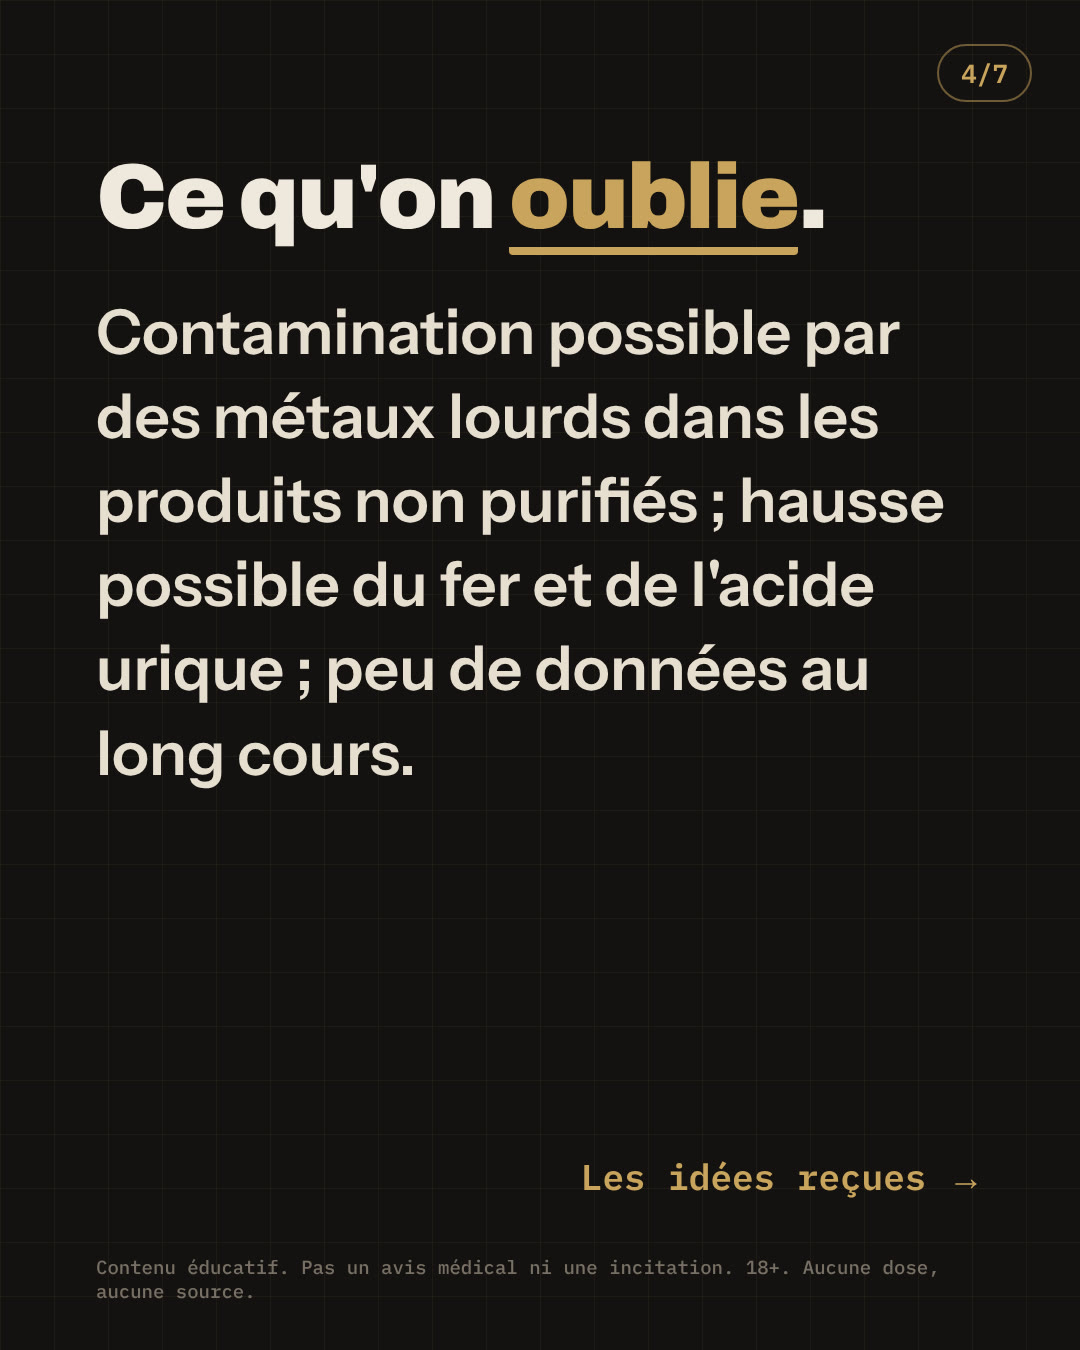 4/7
Ce qu'on oublie.
Contamination possible par
des métaux lourds dans les
produits non purifiés ; hausse
possible du fer et de l'acide
urique ; peu de données au
long cours.
Les idées reçues →
Contenu éducatif. Pas un avis médical ni une incitation. 18+. Aucune dose,
aucune source.